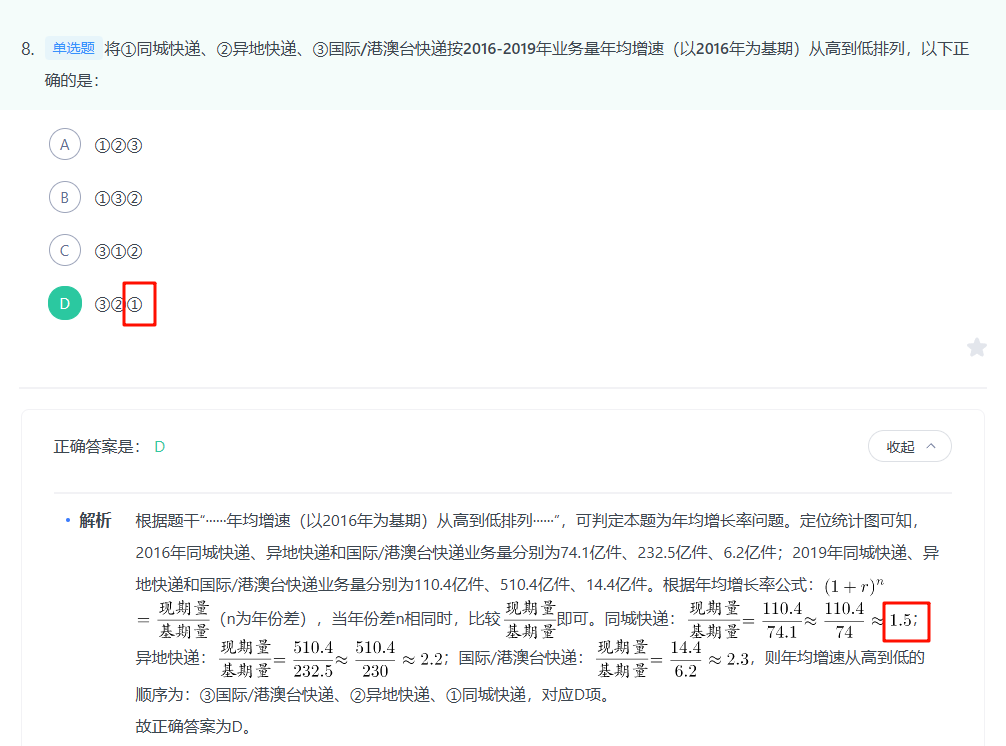 8. 单选题 将①同城快递、②异地快递、③国际/港澳台快递按2016-2019年业务量年均增速（以2016年为基期）从高到低排列，以下正
确的是：
A ①②③
B ①③②
C ③①②
D ③②①
正确答案是： D
收起
• 解析 根据题干“······年均增速（以2016年为基期）从高到低排列······”，可判定本题为年均增长率问题。定位统计图可知，
2016年同城快递、异地快递和国际/港澳台快递业务量分别为74.1亿件、232.5亿件、6.2亿件；2019年同城快递、异
地快递和国际/港澳台快递业务量分别为110.4亿件、510.4亿件、14.4亿件。根据年均增长率公式：(1+r)^n
= 现期量/基期量（n为年份差），当年份差n相同时，比较 现期量/基期量 即可。同城快递： 现期量/基期量 = 110.4/74.1 ≈ 110.4/74 ≈ 1.5；
异地快递： 现期量/基期量 = 510.4/232.5 ≈ 510.4/230 ≈ 2.2；国际/港澳台快递： 现期量/基期量 = 14.4/6.2 ≈ 2.3，则年均增速从高到低的
顺序为：③国际/港澳台快递、②异地快递、①同城快递，对应D项。
故正确答案为D。